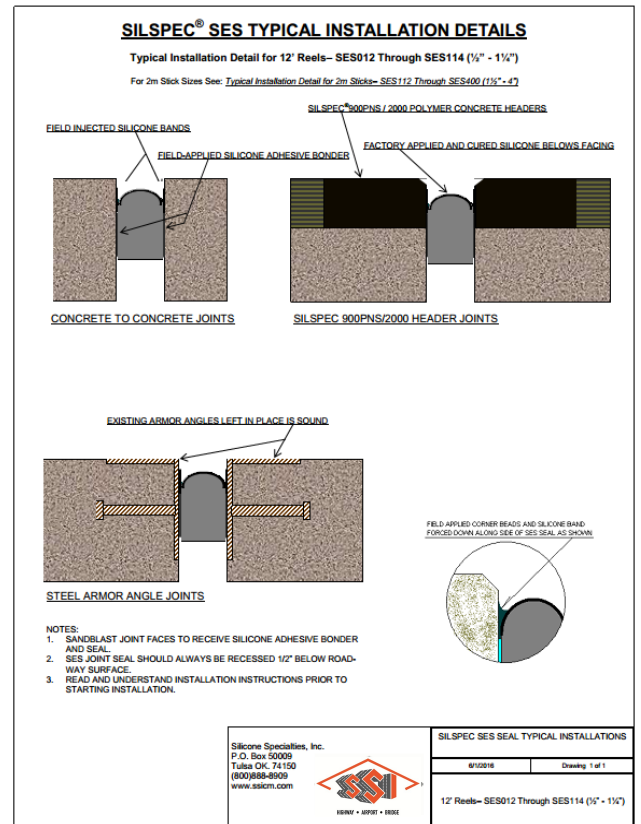 SILSPEC® SES TYPICAL INSTALLATION DETAILS
Typical Installation Detail for 12' Reels– SES012 Through SES114 (½" - 1¼")
For 2m Stick Sizes See: Typical Installation Detail for 2m Sticks– SES112 Through SES400 (1½" - 4")
SILSPEC®900PNS / 2000 POLYMER CONCRETE HEADERS
FIELD INJECTED SILICONE BANDS
FACTORY APPLIED AND CURED SILICONE BELOWS FACING
FIELD-APPLIED SILICONE ADHESIVE BONDER
CONCRETE TO CONCRETE JOINTS
SILSPEC 900PNS/2000 HEADER JOINTS
EXISTING ARMOR ANGLES LEFT IN PLACE IS SOUND
FIELD APPLIED CORNER BEADS AND SILICONE BAND
FORCED DOWN ALONG SIDE OF SES SEAL AS SHOWN
STEEL ARMOR ANGLE JOINTS
NOTES:
1. SANDBLAST JOINT FACES TO RECEIVE SILICONE ADHESIVE BONDER
AND SEAL.
2. SES JOINT SEAL SHOULD ALWAYS BE RECESSED 1/2" BELOW ROAD-
WAY SURFACE.
3. READ AND UNDERSTAND INSTALLATION INSTRUCTIONS PRIOR TO
STARTING INSTALLATION.
Silicone Specialties, Inc.
P.O. Box 50009
Tulsa OK. 74150
(800)888-8909
www.ssicm.com
SSI
HIGHWAY • AIRPORT • BRIDGE
SILSPEC SES SEAL TYPICAL INSTALLATIONS
6/1/2016
Drawing 1 of 1
12' Reels– SES012 Through SES114 (½" - 1¼")